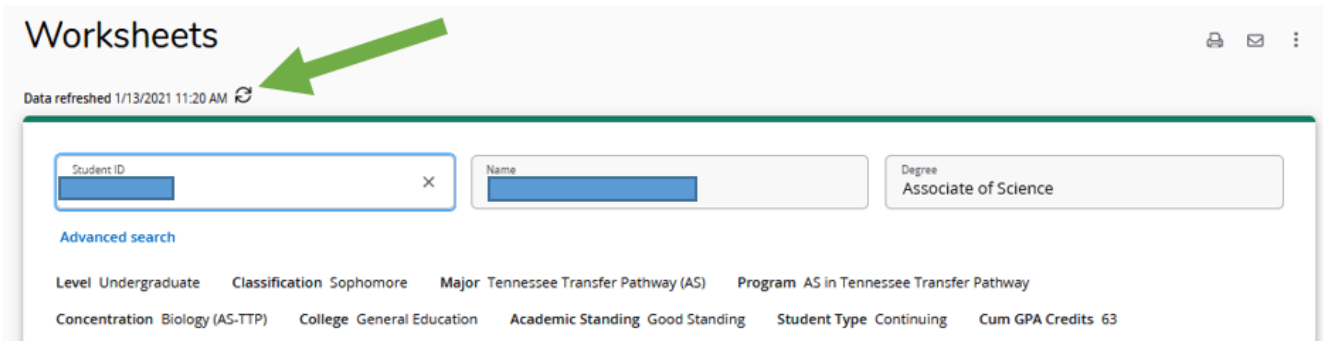 Worksheets
Data refreshed 1/13/2021 11:20 AM
Student ID
Name
Degree
Associate of Science
Advanced search
Level Undergraduate Classification Sophomore Major Tennessee Transfer Pathway (AS) Program AS in Tennessee Transfer Pathway
Concentration Biology (AS-TTP) College General Education Academic Standing Good Standing Student Type Continuing Cum GPA Credits 63